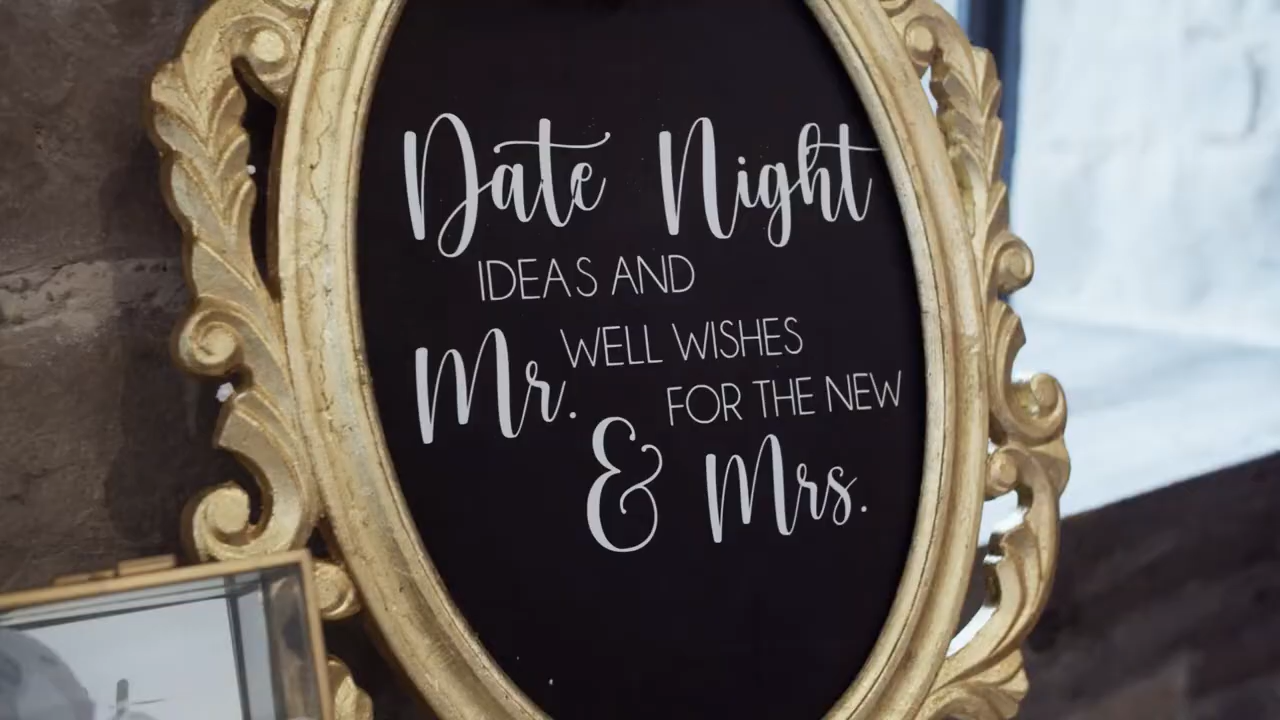 Date Night
IDEAS AND
WELL WISHES
FOR THE NEW
Mr.
&
Mrs.